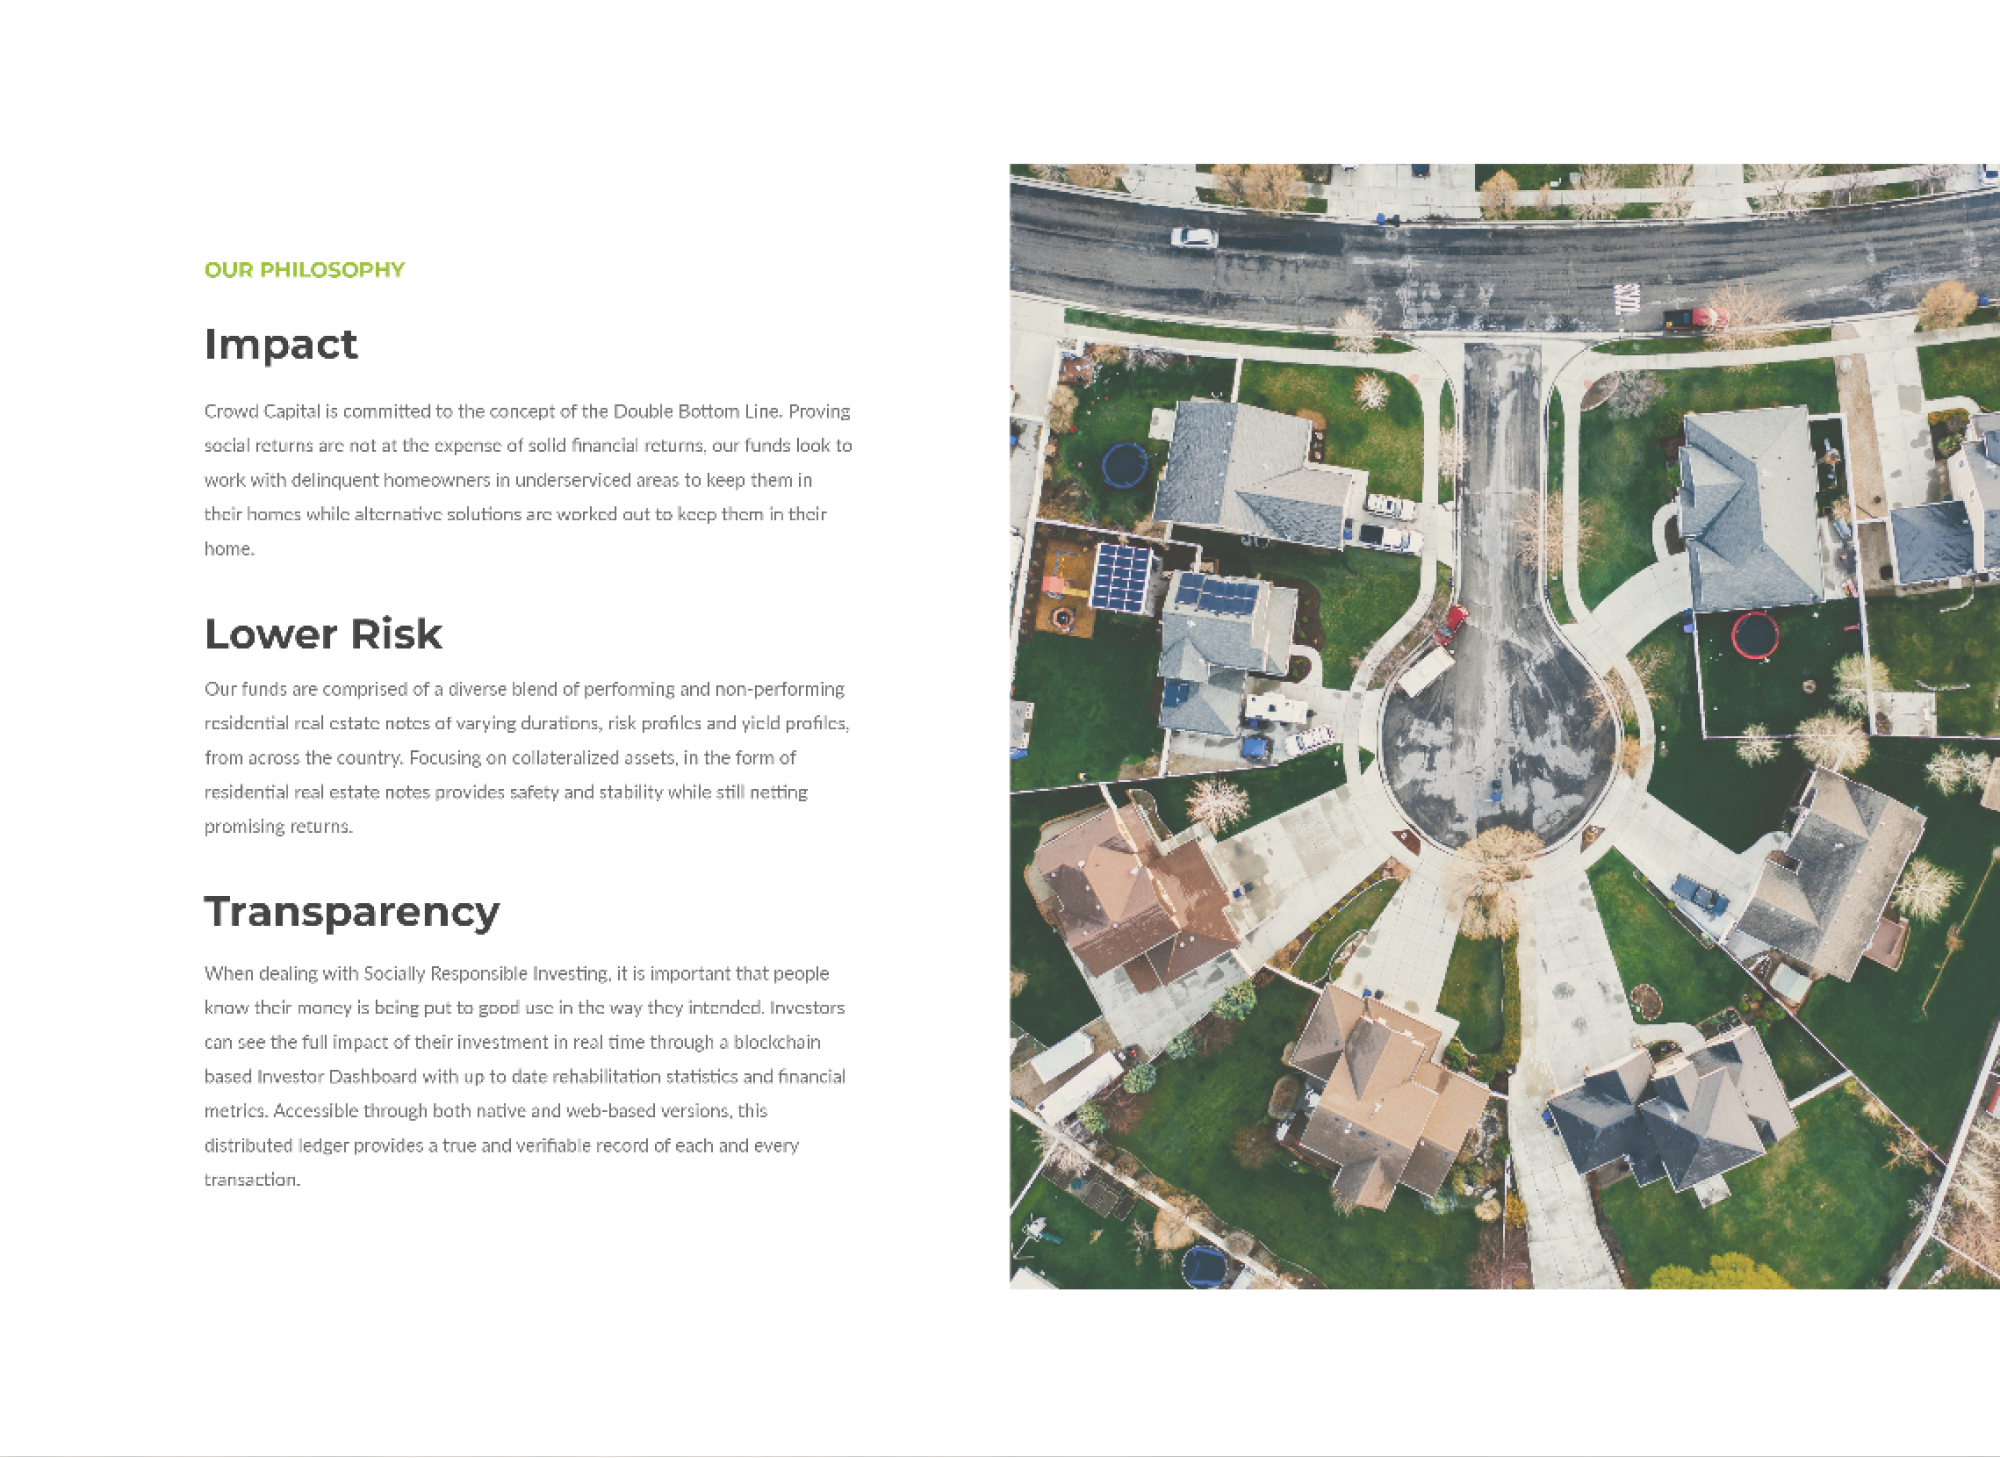 OUR PHILOSOPHY
Impact
Crowd Capital is committed to the concept of the Double Bottom Line. Proving
social returns are not at the expense of solid financial returns, our funds look to
work with delinquent homeowners in underserviced areas to keep them in
their homes while alternative solutions are worked out to keep them in their
home.
Lower Risk
Our funds are comprised of a diverse blend of performing and non-performing
residential real estate notes of varying durations, risk profiles and yield profiles,
from across the country. Focusing on collateralized assets, in the form of
residential real estate notes provides safety and stability while still netting
promising returns.
Transparency
When dealing with Socially Responsible Investing, it is important that people
know their money is being put to good use in the way they intended. Investors
can see the full impact of their investment in real time through a blockchain
based Investor Dashboard with up to date rehabilitation statistics and financial
metrics. Accessible through both native and web-based versions, this
distributed ledger provides a true and verifiable record of each and every
transaction.